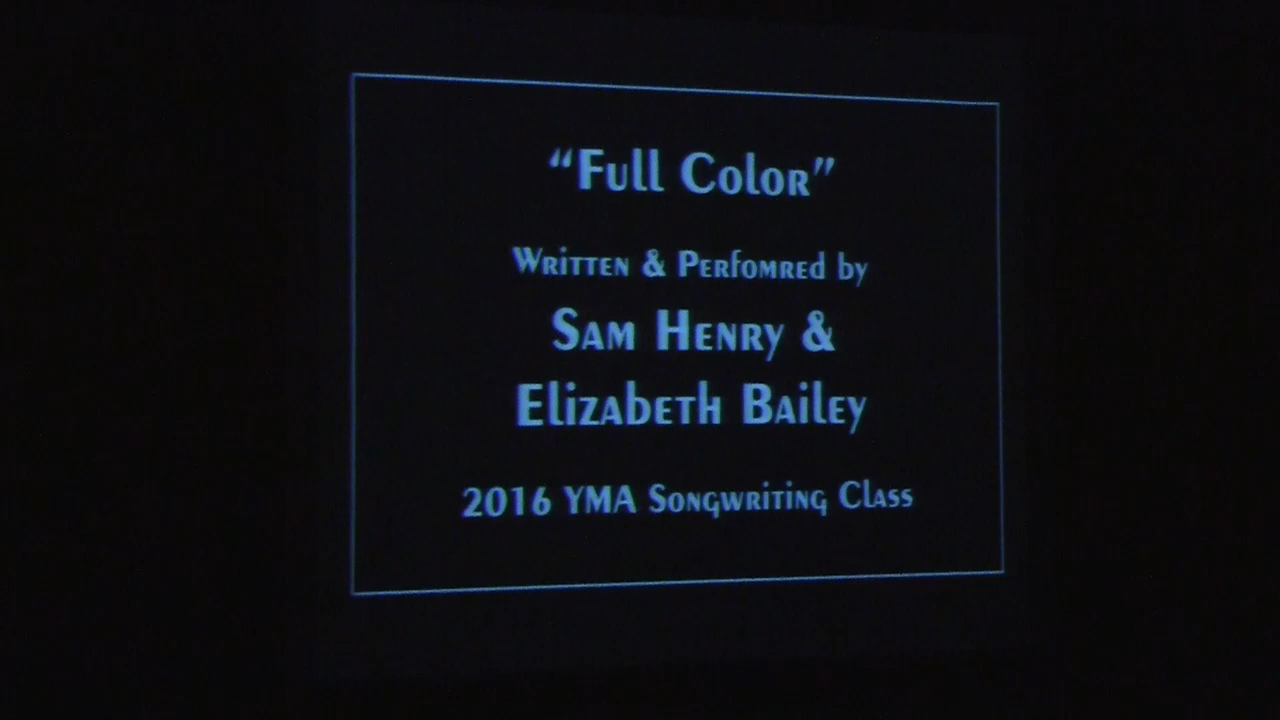 “Full Color”
Written & Perfomred by
Sam Henry &
Elizabeth Bailey
2016 YMA Songwriting Class